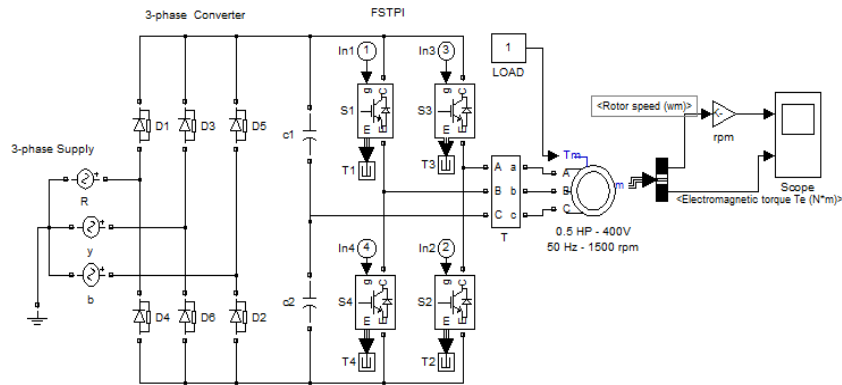 3-phase Converter
FSTPI
In1
1
In3
3
1
LOAD
g
C
S1
E
g
C
S3
E
<Rotor speed (wm)>
K-
rpm
D1
D3
D5
c1
T1
T3
Tm
3-phase Supply
R
y
b
A
a
B
b
C
c
T
A
B
C
m
Scope
<Electromagnetic torque Te (N*m)>
0.5 HP - 400V
50 Hz - 1500 rpm
In4
4
In2
2
D4
D6
D2
c2
g
C
S4
E
g
C
S2
E
T4
T2